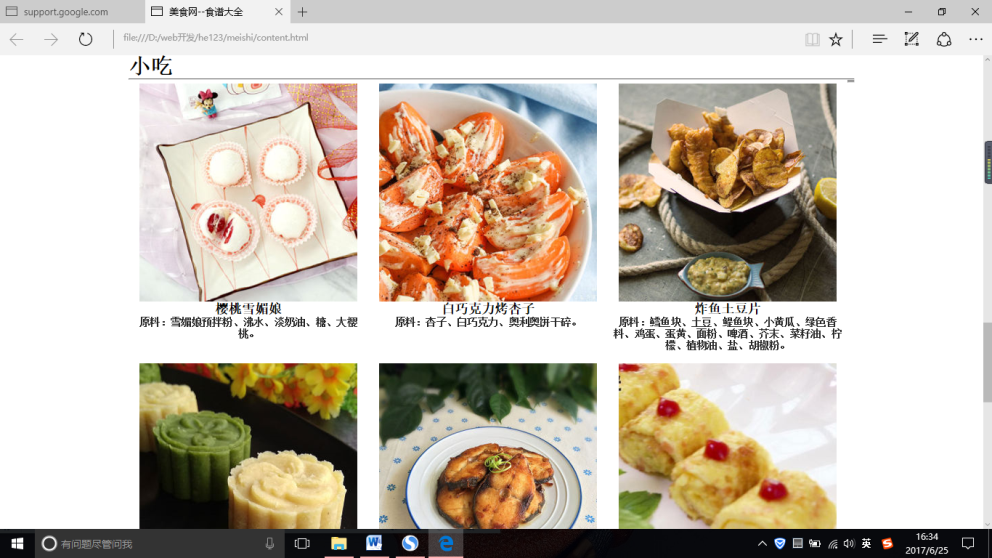 support.google.com
美食网--食谱大全
file:///D:/web开发/he123/meishi/content.html
小吃
樱桃雪媚娘
原料：雪媚娘预拌粉、沸水、淡奶油、糖、大樱
桃。
白巧克力烤杏子
原料：杏子、白巧克力、奥利奥饼干碎。
炸鱼土豆片
原料：鳕鱼块、土豆、鳀鱼块、小黄瓜、绿色香
料、鸡蛋、蛋黄、面粉、啤酒、芥末、菜籽油、柠
檬、植物油、盐、胡椒粉。
有问题尽管问我
英
16:34
2017/6/25